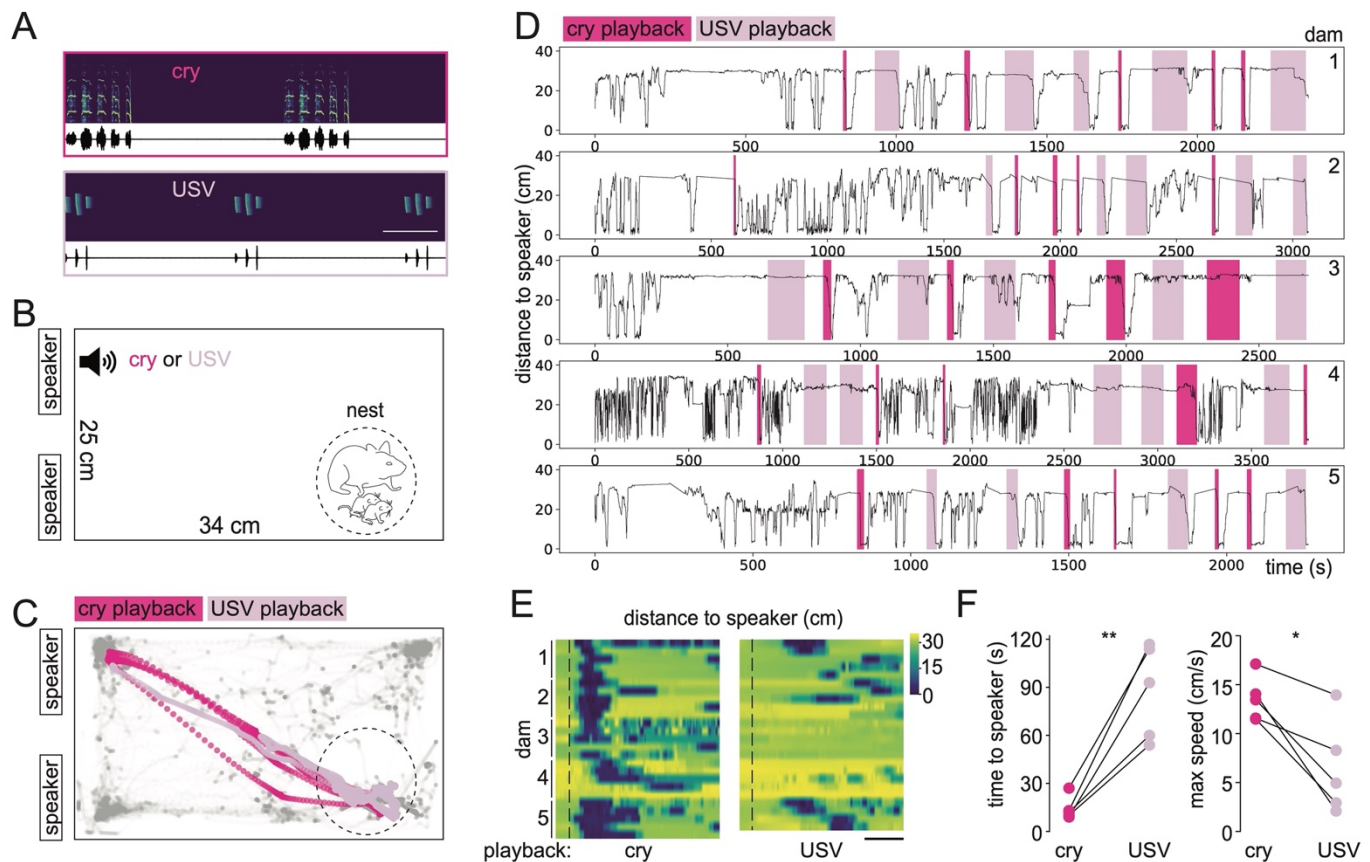 A
cry
USV
B
speaker
speaker
cry or USV
25 cm
34 cm
nest
C
cry playback USV playback
speaker
speaker
D
cry playback USV playback
dam
distance to speaker (cm)
40
20
0
1
0 500 1000 1500 2000
40
20
0
2
0 500 1000 1500 2000 2500 3000
40
20
0
3
0 500 1000 1500 2000 2500
40
20
0
4
0 500 1000 1500 2000 2500 3000 3500
40
20
0
5
0 500 1000 1500 2000
time (s)
E
distance to speaker (cm)
30
15
0
dam
1
2
3
4
5
playback: cry USV
F
time to speaker (s)
120
90
60
30
0
**
cry USV
max speed (cm/s)
20
15
10
5
0
*
cry USV